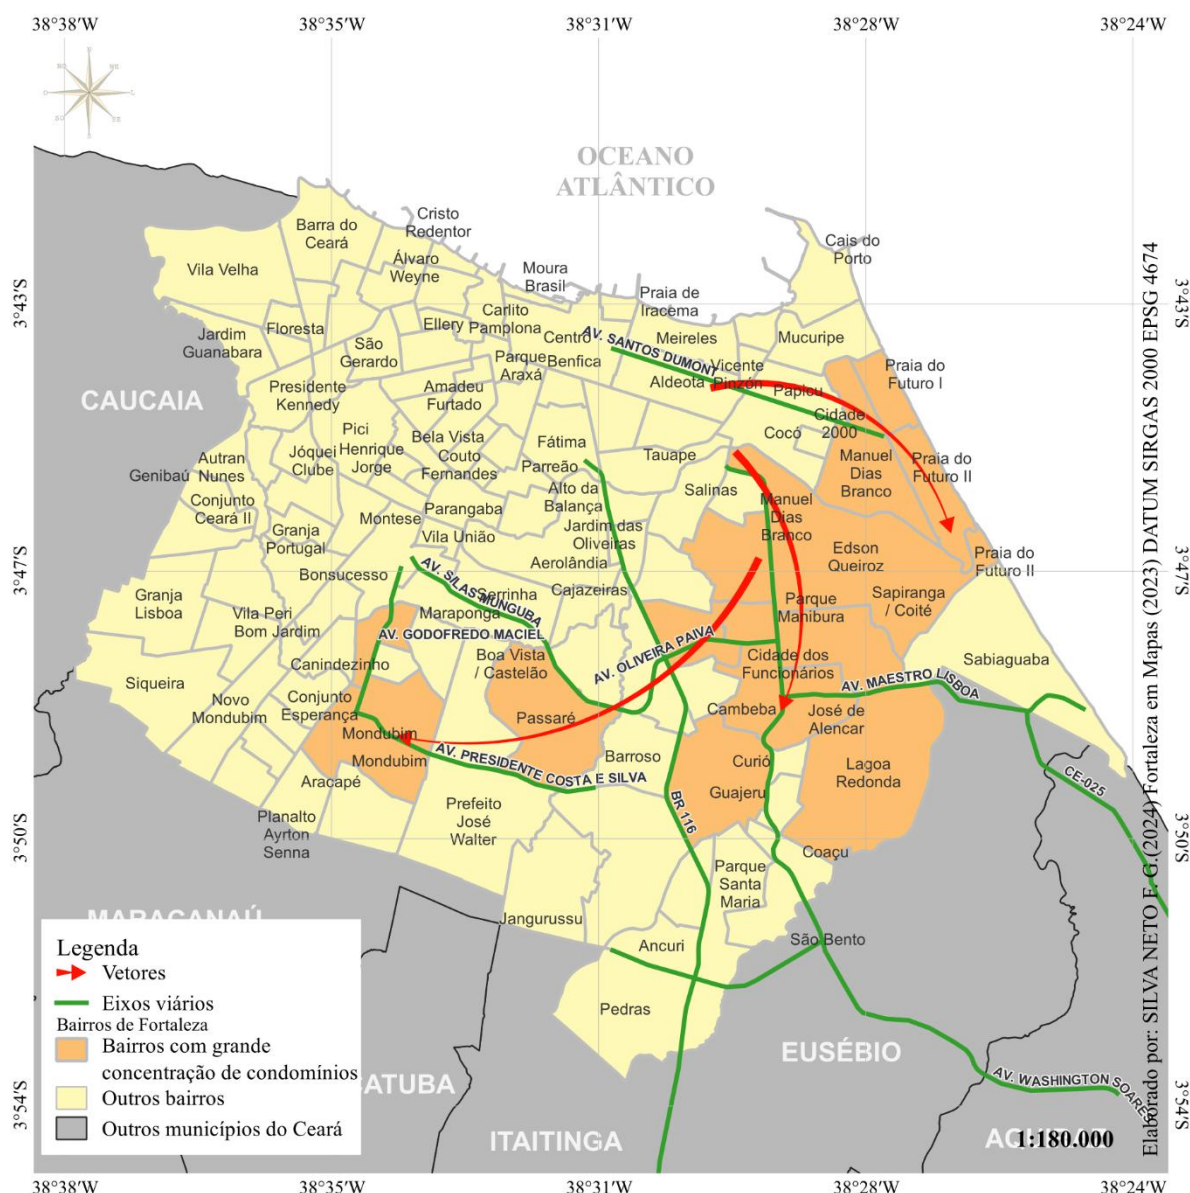 38°38'W
38°35'W
38°31'W
38°28'W
38°24'W
OCEANO
ATLÂNTICO
Cristo
Redentor
Barra do
Ceará
Álvaro
Weyne
Vila Velha
Moura
Brasil
Cais do
Porto
Praia de
Iracema
3°43'S
3°43'S
Jardim
Guanabara
Floresta
São
Gerardo
Ellery
Carlito
Pamplona
Centro
AV. SANTOS DUMONT
Meireles
Mucuripe
Parque
Araxá
Benfica
Aldeota
Vicente
Pinzón
Papicu
Praia do
Futuro I
CAUCAIA
Presidente
Kennedy
Amadeu
Furtado
Cidade
2000
Cocó
Pici
Henrique
Jorge
Bela Vista
Couto
Fernandes
Fátima
Tauape
Jóquei
Clube
Autran
Nunes
Genibaú
Parreão
Manuel
Dias
Branco
Praia do
Futuro II
Conjunto
Ceará II
Alto da
Balança
Salinas
Manuel
Dias
Branco
Granja
Portugal
Montese
Parangaba
Vila União
Jardim das
Oliveiras
Aerolândia
Edson
Queiroz
Praia do
Futuro II
3°47'S
3°47'S
Bonsucesso
AV. SILAS MUNGUBA
Serrinha
Cajazeiras
Granja
Lisboa
Vila Peri
Bom Jardim
Maraponga
Parque
Manibura
Sapiranga
/ Coité
AV. GODOFREDO MACIEL
AV. OLIVEIRA PAIVA
Canindezinho
Boa Vista
/ Castelão
Cidade dos
Funcionários
Sabiaguaba
AV. MAESTRO LISBOA
Siqueira
Novo
Mondubim
Conjunto
Esperança
Mondubim
Passaré
Cambeba
José de
Alencar
Mondubim
AV. PRESIDENTE COSTA E SILVA
Barroso
Curió
Lagoa
Redonda
Aracapé
Guajeru
BR 116
CE-025
Planalto
Ayrton
Senna
Prefeito
José
Walter
3°50'S
3°50'S
Coaçu
Parque
Santa
Maria
Jangurussu
Ancuri
São Bento
Pedras
EUSÉBIO
AV. WASHINGTON SOARES
ITAITINGA
1:180.000
3°54'S
3°54'S
Legenda
Vetores
Eixos viários
Bairros de Fortaleza
Bairros com grande
concentração de condomínios
Outros bairros
Outros municípios do Ceará
Elaborado por: SILVA NETO F. G.(2024) Fortaleza em Mapas (2023) DATUM SIRGAS 2000 EPSG 4674
38°38'W
38°35'W
38°31'W
38°28'W
38°24'W